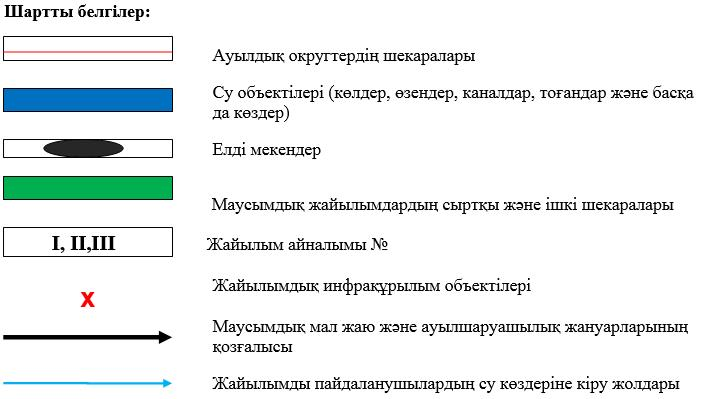 Шартты белгілер:
Ауылдық округтердің шекаралары
Су объектілері (көлдер, өзендер, каналдар, тоғандар және басқа
да көздер)
Елді мекендер
Маусымдық жайылымдардың сыртқы және ішкі шекаралары
I, II,III
Жайылым айналымы №
X
Жайылымдық инфрақұрылым объектілері
Маусымдық мал жаю және ауылшаруашылық жануарларының
қозғалысы
Жайылымды пайдаланушылардың су көздеріне кіру жолдары